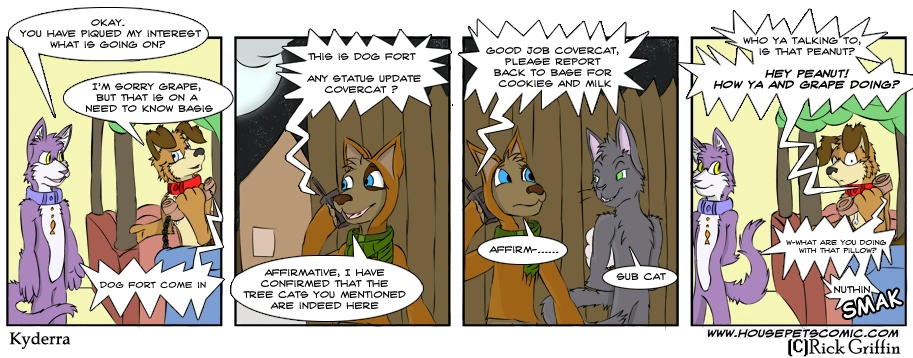 OKAY.
YOU HAVE PIQUED MY INTEREST
WHAT IS GOING ON?
I'M SORRY GRAPE,
BUT THAT IS ON A
NEED TO KNOW BASIS
DOG FORT COME IN
THIS IS DOG FORT
ANY STATUS UPDATE
COVERCAT ?
AFFIRMATIVE, I HAVE
CONFIRMED THAT THE
TREE CATS YOU MENTIONED
ARE INDEED HERE
GOOD JOB COVERCAT,
PLEASE REPORT
BACK TO BASE FOR
COOKIES AND MILK
AFFIRM-......
SUP CAT
WHO YA TALKING TO,
IS THAT PEANUT?
HEY PEANUT!
HOW YA AND GRAPE DOING?
W-WHAT ARE YOU DOING
WITH THAT PILLOW?
NUTHIN.
SMAK
WWW.HOUSEPETSCOMIC.COM
Kyderra
[C]Rick Griffin